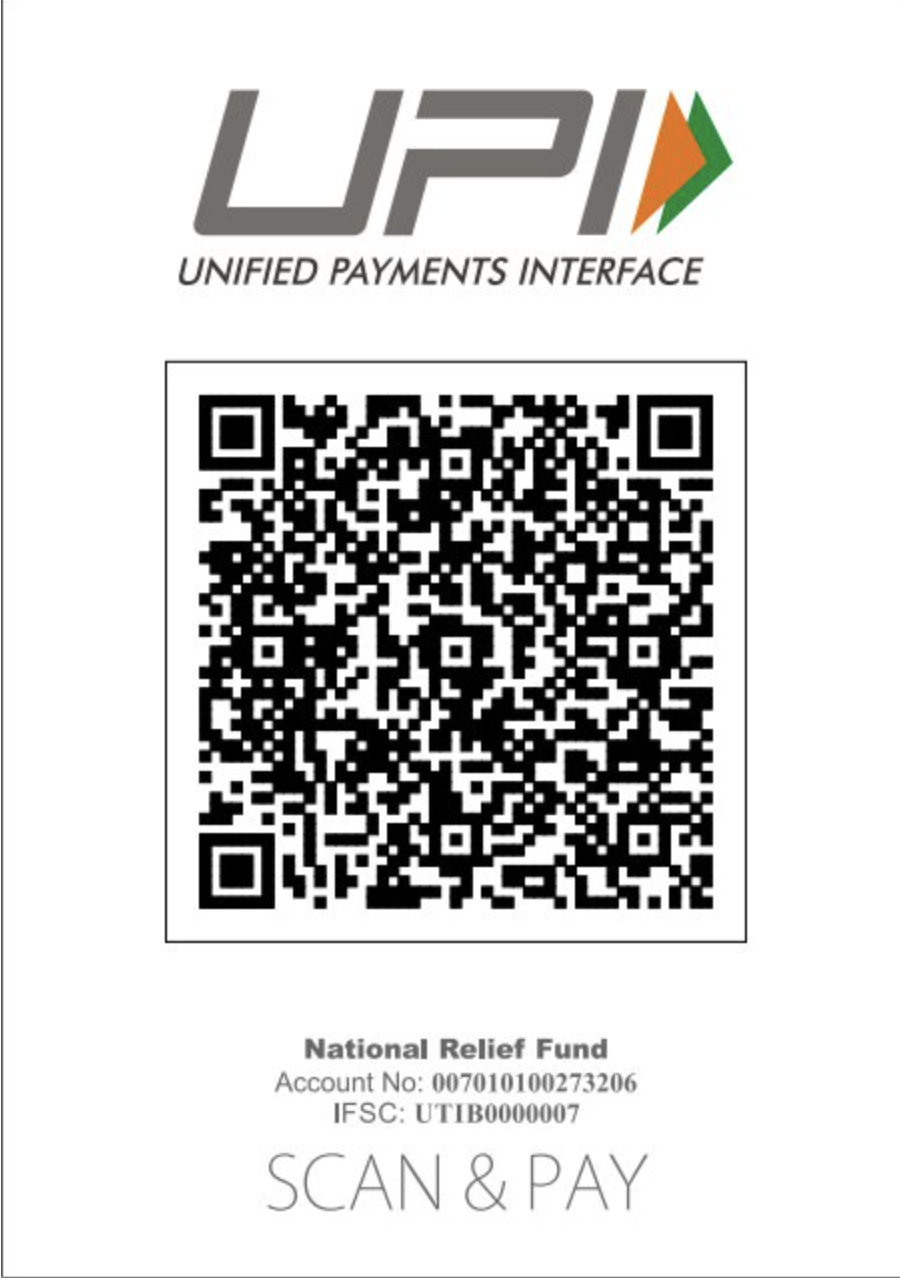 UPI
UNIFIED PAYMENTS INTERFACE
National Relief Fund
Account No: 007010100273206
IFSC: UTIB0000007
SCAN & PAY